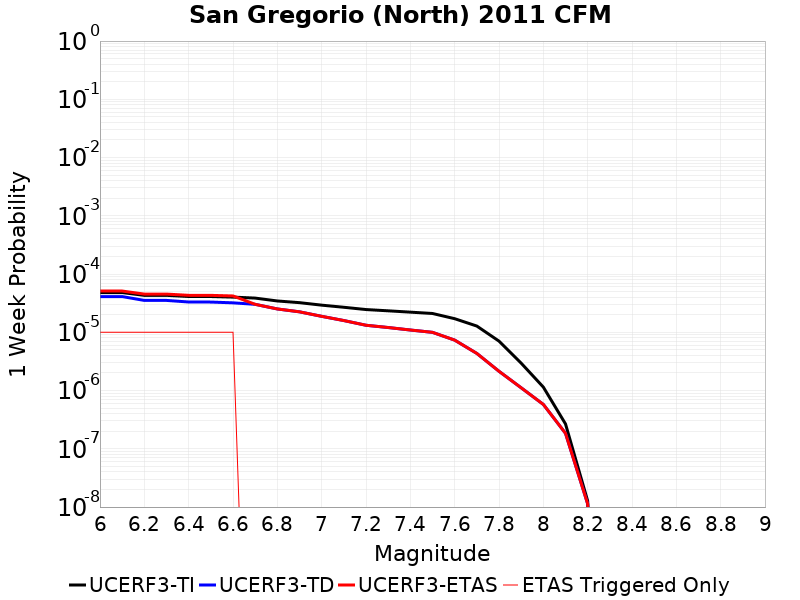 San Gregorio (North) 2011 CFM
1 Week Probability
10^0
10^-1
10^-2
10^-3
10^-4
10^-5
10^-6
10^-7
10^-8
6 6.2 6.4 6.6 6.8 7 7.2 7.4 7.6 7.8 8 8.2 8.4 8.6 8.8 9
Magnitude
UCERF3-TI UCERF3-TD UCERF3-ETAS ETAS Triggered Only